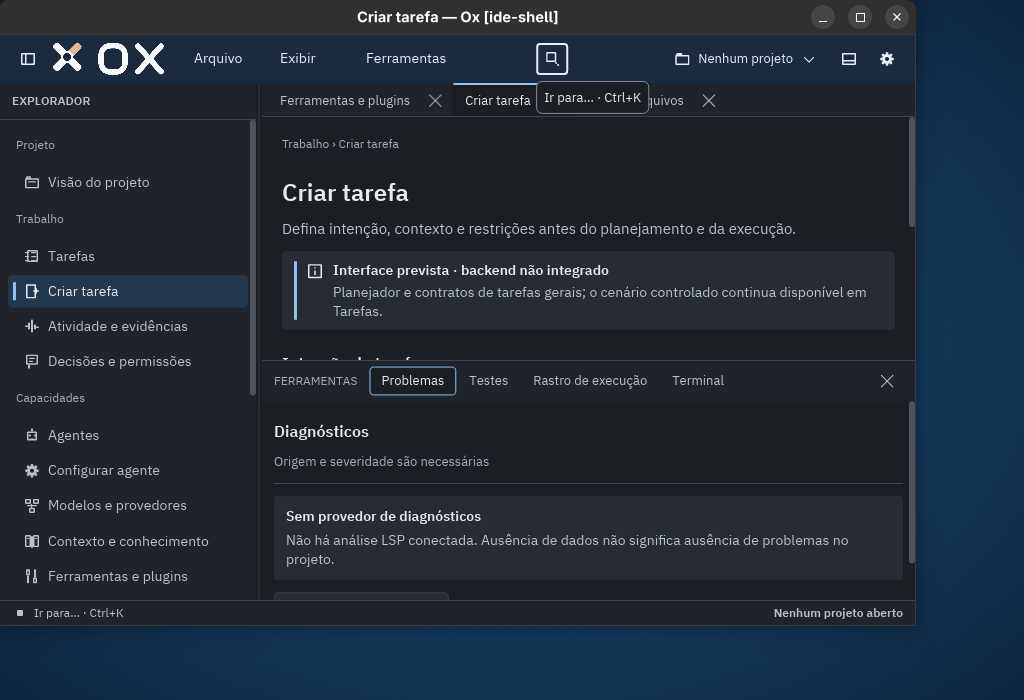 Criar tarefa — Ox [ide-shell]
OX Arquivo Exibir Ferramentas Nenhum projeto
EXPLORADOR
Ferramentas e plugins Criar tarefa quivos
Ir para... · Ctrl+K
Projeto
Visão do projeto
Trabalho
Tarefas
Criar tarefa
Atividade e evidências
Decisões e permissões
Capacidades
Agentes
Configurar agente
Modelos e provedores
Contexto e conhecimento
Ferramentas e plugins
Trabalho › Criar tarefa
Criar tarefa
Defina intenção, contexto e restrições antes do planejamento e da execução.
Interface prevista · backend não integrado
Planejador e contratos de tarefas gerais; o cenário controlado continua disponível em
Tarefas.
FERRAMENTAS Problemas Testes Rastro de execução Terminal
Diagnósticos
Origem e severidade são necessárias
Sem provedor de diagnósticos
Não há análise LSP conectada. Ausência de dados não significa ausência de problemas no
projeto.
Ir para... · Ctrl+K
Nenhum projeto aberto